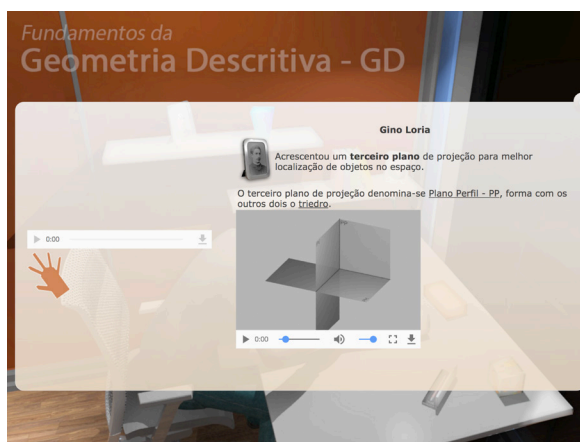 Fundamentos da
Geometria Descritiva - GD
Gino Loria
Acrescentou um terceiro plano de projeção para melhor
localização de objetos no espaço.
O terceiro plano de projeção denomina-se Plano Perfil - PP, forma com os
outros dois o triedro.
0:00
0:00